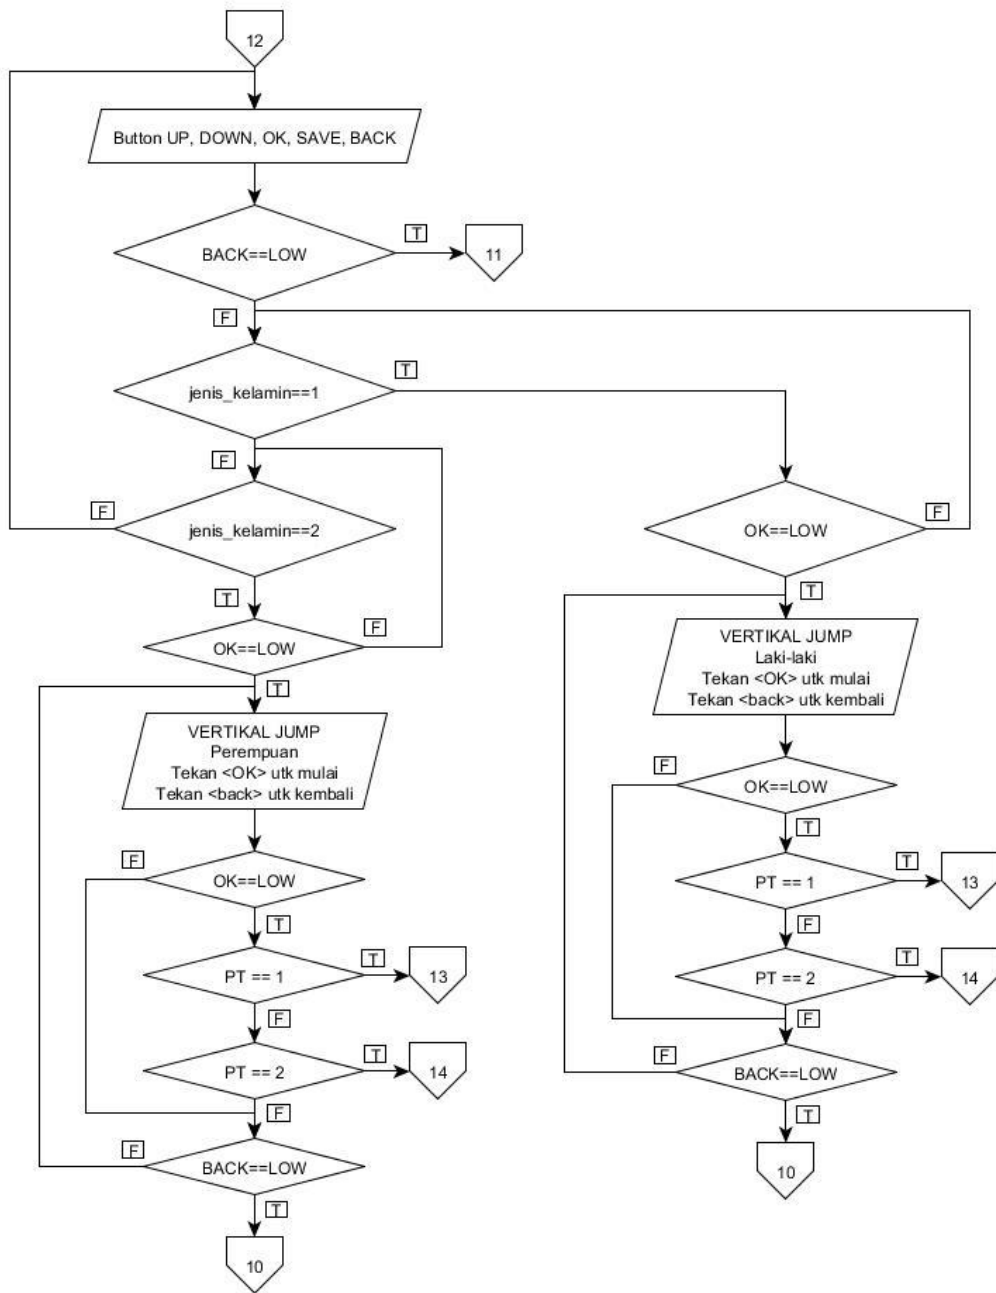 12
Button UP, DOWN, OK, SAVE, BACK
BACK==LOW
T
11
F
jenis_kelamin==1
T
F
jenis_kelamin==2
F
T
OK==LOW
F
T
VERTIKAL JUMP
Perempuan
Tekan <OK> utk mulai
Tekan <back> utk kembali
OK==LOW
F
T
PT == 1
T
13
F
PT == 2
T
14
F
BACK==LOW
F
T
10
OK==LOW
F
T
VERTIKAL JUMP
Laki-laki
Tekan <OK> utk mulai
Tekan <back> utk kembali
OK==LOW
F
T
PT == 1
T
13
F
PT == 2
T
14
F
BACK==LOW
F
T
10